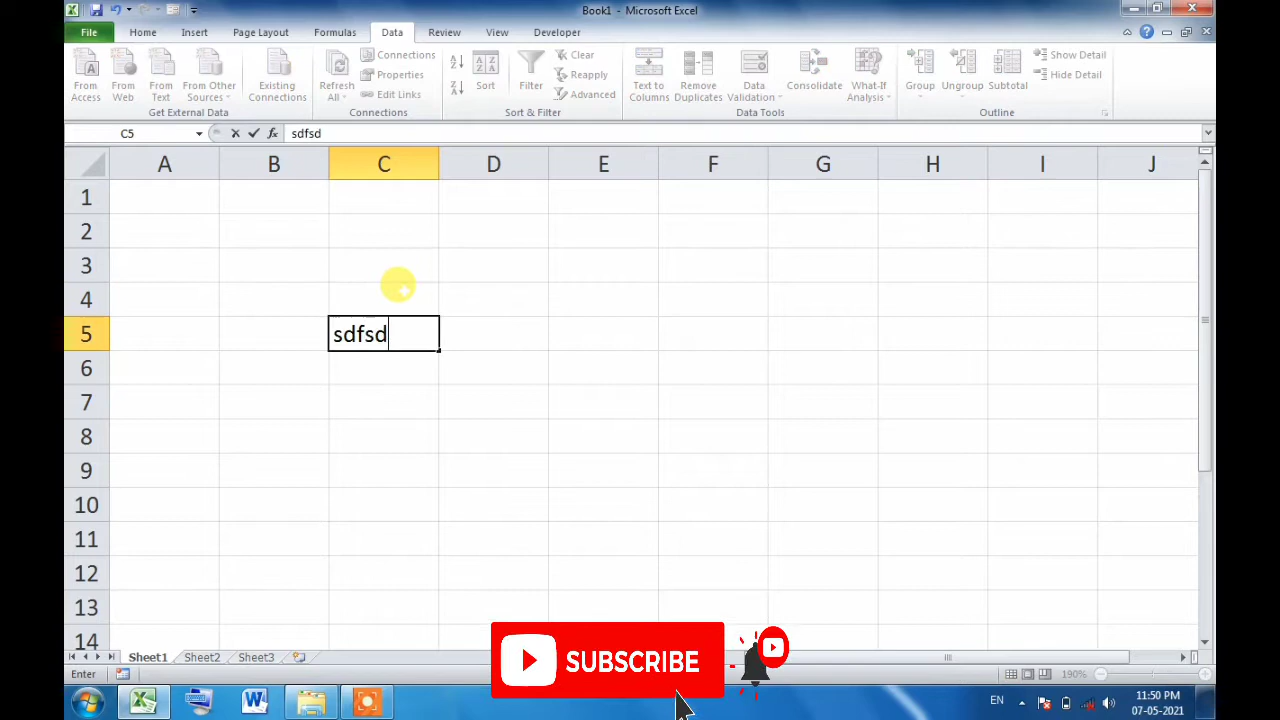 Book1 - Microsoft Excel
File Home Insert Page Layout Formulas Data Review View Developer
From Access
From Web
From Text
From Other Sources
Existing Connections
Get External Data
Refresh All
Connections
Properties
Edit Links
Connections
Sort
Filter
Clear
Reapply
Advanced
Sort & Filter
Text to Columns
Remove Duplicates
Data Validation
Consolidate
What-If Analysis
Data Tools
Group
Ungroup
Subtotal
Show Detail
Hide Detail
Outline
C5 fx sdfsd
A B C D E F G H I J
1
2
3
4
5 sdfsd
6
7
8
9
10
11
12
13
14
Sheet1 Sheet2 Sheet3
SUBSCRIBE
Enter 190%
EN 11:50 PM
07-05-2021